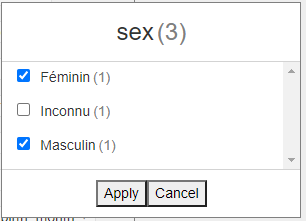 sex (3)
Féminin (1)
Inconnu (1)
Masculin (1)
Apply Cancel